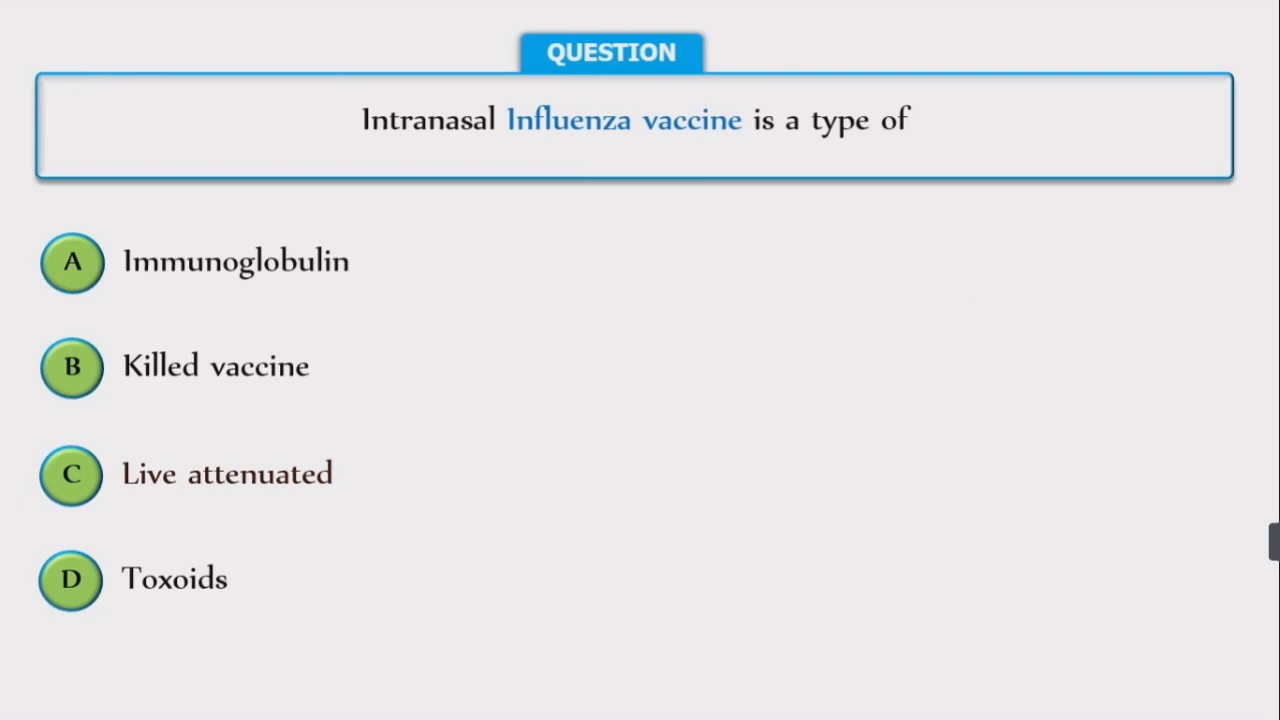 QUESTION
Intranasal Influenza vaccine is a type of
A Immunoglobulin
B Killed vaccine
C Live attenuated
D Toxoids